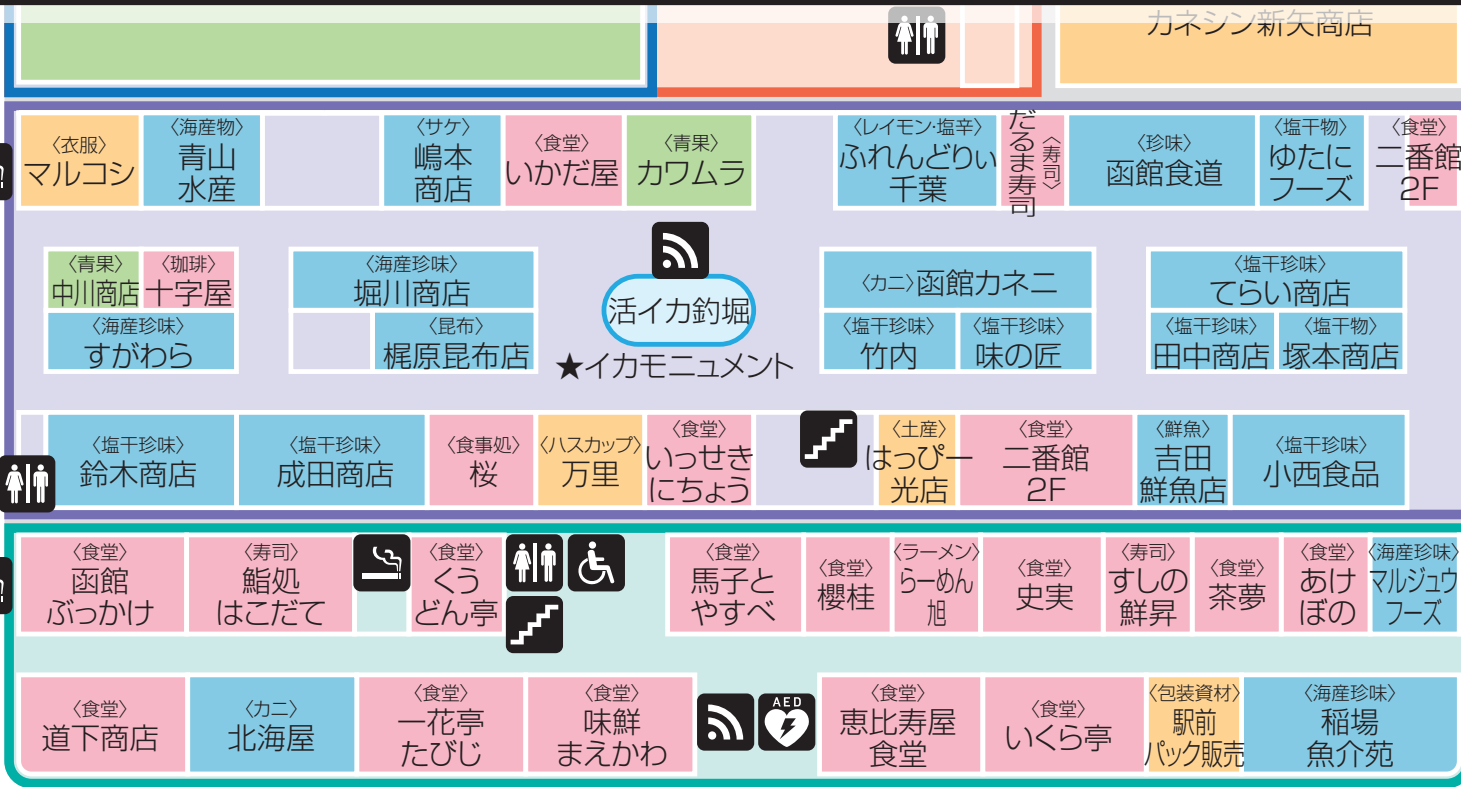 カネシン新矢商店
〈衣服〉
マルコシ
〈海産物〉
青山
水産
〈サケ〉
嶋本
商店
〈食堂〉
いかだ屋
〈青果〉
カワムラ
〈レイモン・塩辛〉
ふれんどりぃ
千葉
だるま寿司
〈寿司〉
〈珍味〉
函館食道
〈塩干物〉
ゆたに
フーズ
〈食堂〉
二番館
2F
〈青果〉
中川商店
〈珈琲〉
十字屋
〈海産珍味〉
すがわら
〈海産珍味〉
堀川商店
〈昆布〉
梶原昆布店
活イカ釣堀
★イカモニュメント
〈カニ〉函館カネニ
〈塩干珍味〉
竹内
〈塩干珍味〉
味の匠
〈塩干珍味〉
てらい商店
〈塩干珍味〉
田中商店
〈塩干物〉
塚本商店
〈塩干珍味〉
鈴木商店
〈塩干珍味〉
成田商店
〈食事処〉
桜
〈ハスカップ〉
万里
〈食堂〉
いっせき
にちょう
〈土産〉
はっぴー
光店
〈食堂〉
二番館
2F
〈鮮魚〉
吉田
鮮魚店
〈塩干珍味〉
小西食品
〈食堂〉
函館
ぶっかけ
〈寿司〉
鮨処
はこだて
〈食堂〉
くう
どん亭
〈食堂〉
馬子と
やすべ
〈食堂〉
櫻桂
〈ラーメン〉
らーめん
旭
〈食堂〉
史実
〈寿司〉
すしの
鮮昇
〈食堂〉
茶夢
〈食堂〉
あけ
ぼの
〈海産珍味〉
マルジュウ
フーズ
〈食堂〉
道下商店
〈カニ〉
北海屋
〈食堂〉
一花亭
たびじ
〈食堂〉
味鮮
まえかわ
AED
〈食堂〉
恵比寿屋
食堂
〈食堂〉
いくら亭
〈包装資材〉
駅前
パック販売
〈海産珍味〉
稲場
魚介苑